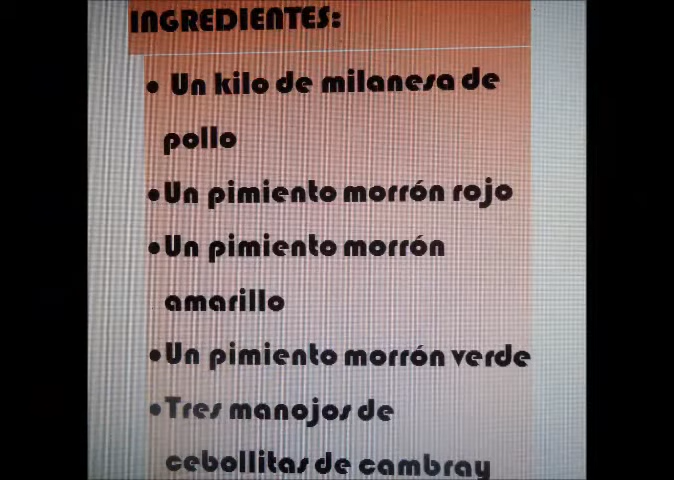 INGREDIENTES:
• Un kilo de milanesa de
pollo
• Un pimiento morrón rojo
• Un pimiento morrón
amarillo
• Un pimiento morrón verde
• Tres manojos de
cebollitas de cambray